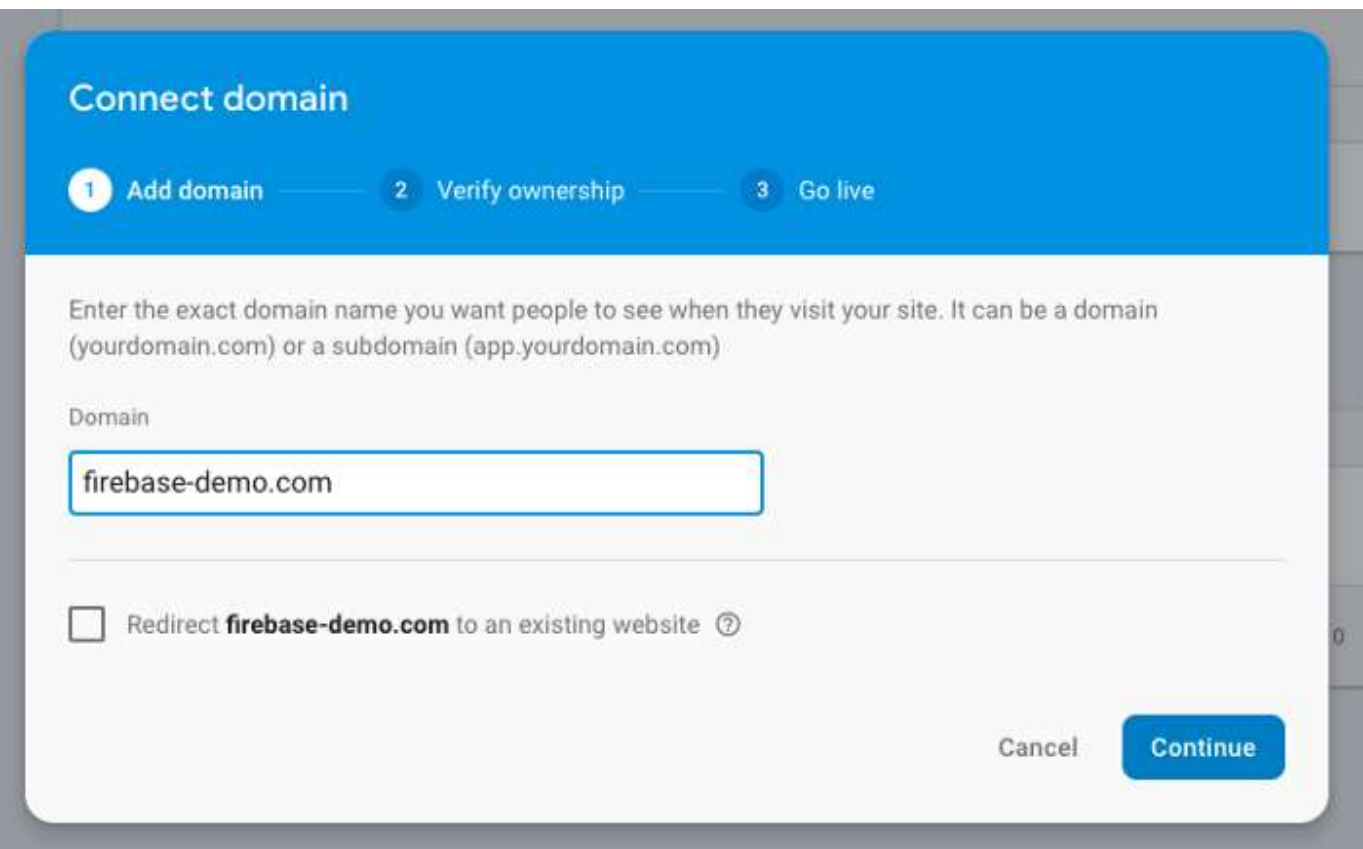 Connect domain
1 Add domain 2 Verify ownership 3 Go live
Enter the exact domain name you want people to see when they visit your site. It can be a domain
(yourdomain.com) or a subdomain (app.yourdomain.com)
Domain
firebase-demo.com
Redirect firebase-demo.com to an existing website ?
0
Cancel Continue